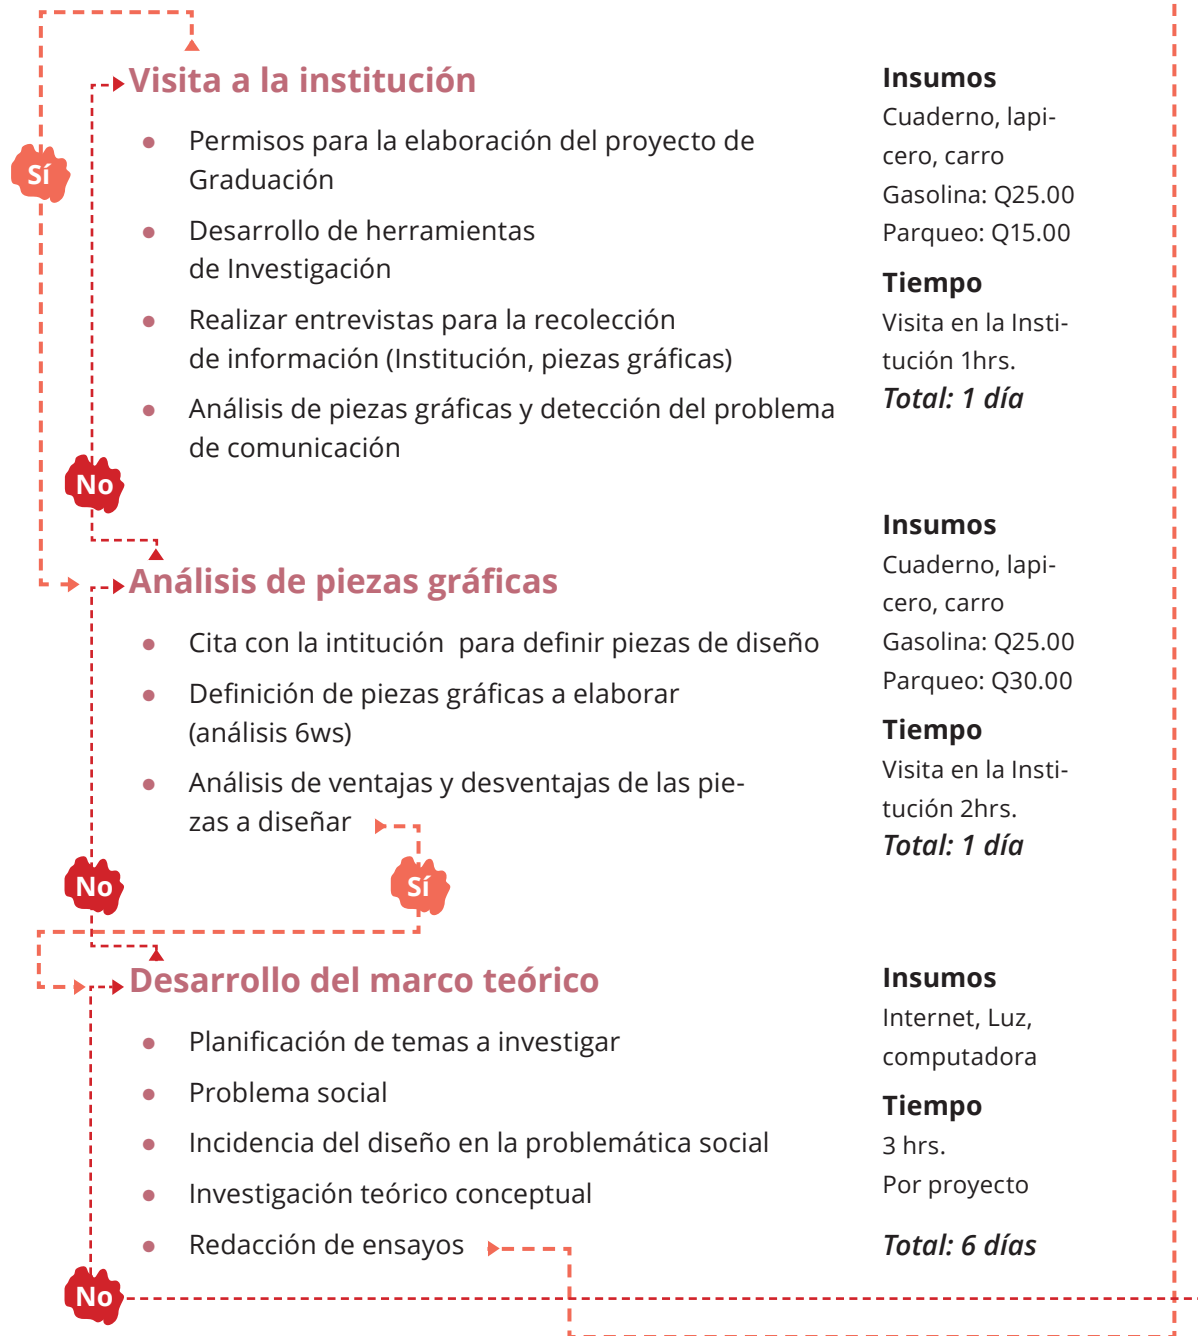 Visita a la institución
Permisos para la elaboración del proyecto de
Graduación
Desarrollo de herramientas
de Investigación
Realizar entrevistas para la recolección
de información (Institución, piezas gráficas)
Análisis de piezas gráficas y detección del problema
de comunicación
Insumos
Cuaderno, lapi-
cero, carro
Gasolina: Q25.00
Parqueo: Q15.00
Tiempo
Visita en la Insti-
tución 1hrs.
Total: 1 día
Sí
No
Análisis de piezas gráficas
Cita con la intitución para definir piezas de diseño
Definición de piezas gráficas a elaborar
(análisis 6ws)
Análisis de ventajas y desventajas de las pie-
zas a diseñar
Insumos
Cuaderno, lapi-
cero, carro
Gasolina: Q25.00
Parqueo: Q30.00
Tiempo
Visita en la Insti-
tución 2hrs.
Total: 1 día
No
Sí
Desarrollo del marco teórico
Planificación de temas a investigar
Problema social
Incidencia del diseño en la problemática social
Investigación teórico conceptual
Redacción de ensayos
Insumos
Internet, Luz,
computadora
Tiempo
3 hrs.
Por proyecto
Total: 6 días
No